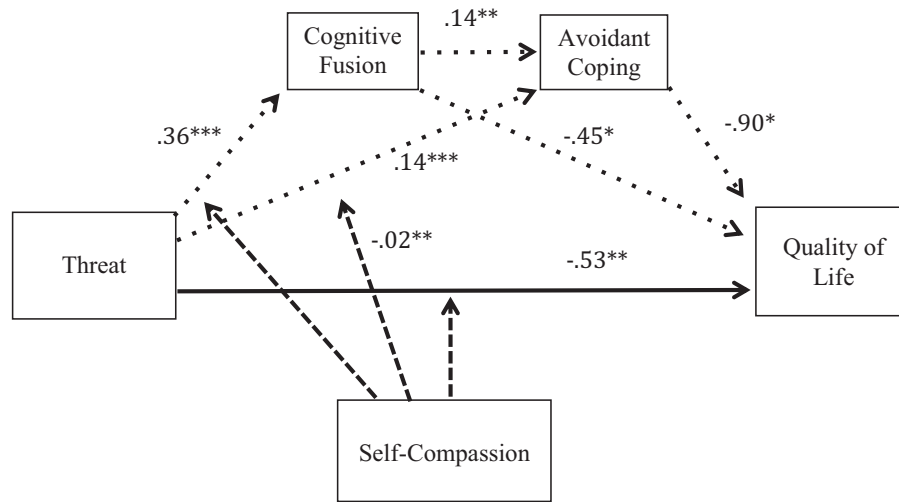 .14**
Cognitive
Fusion
Avoidant
Coping
.36***
-.45*
-.90*
.14***
-.02**
Threat
-.53**
Quality of
Life
Self-Compassion